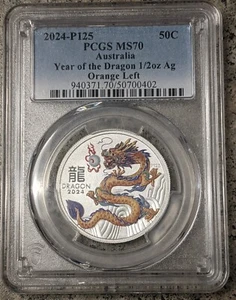 2024-P125 50C
PCGS MS70
Australia
Year of the Dragon 1/2oz Ag
Orange Left
940371.70/50700402
龍
DRAGON
2024